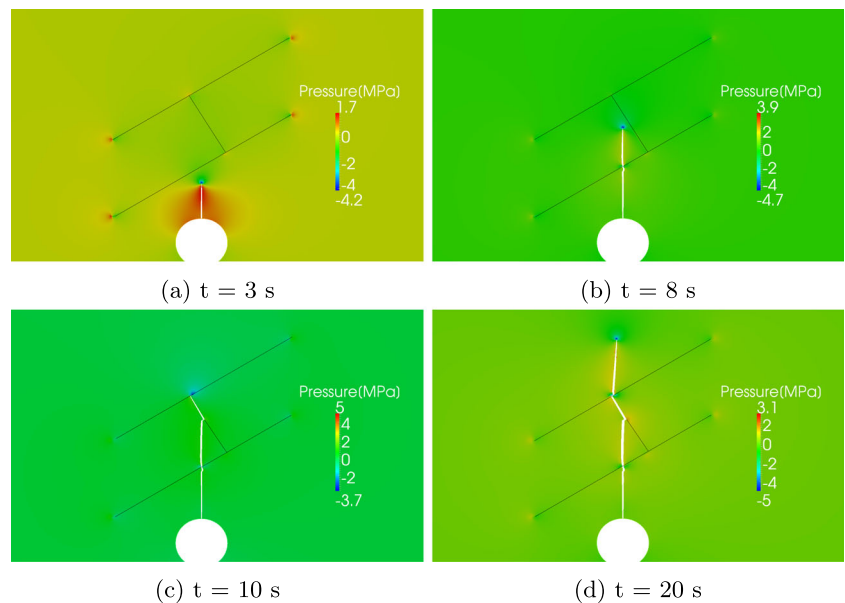 Pressure(MPa)
1.7
0
-2
-4
-4.2
Pressure(MPa)
3.9
2
0
-2
-4
-4.7
(a) t = 3 s
(b) t = 8 s
Pressure(MPa)
5
4
2
0
-2
-3.7
Pressure(MPa)
3.1
2
0
-2
-4
-5
(c) t = 10 s
(d) t = 20 s